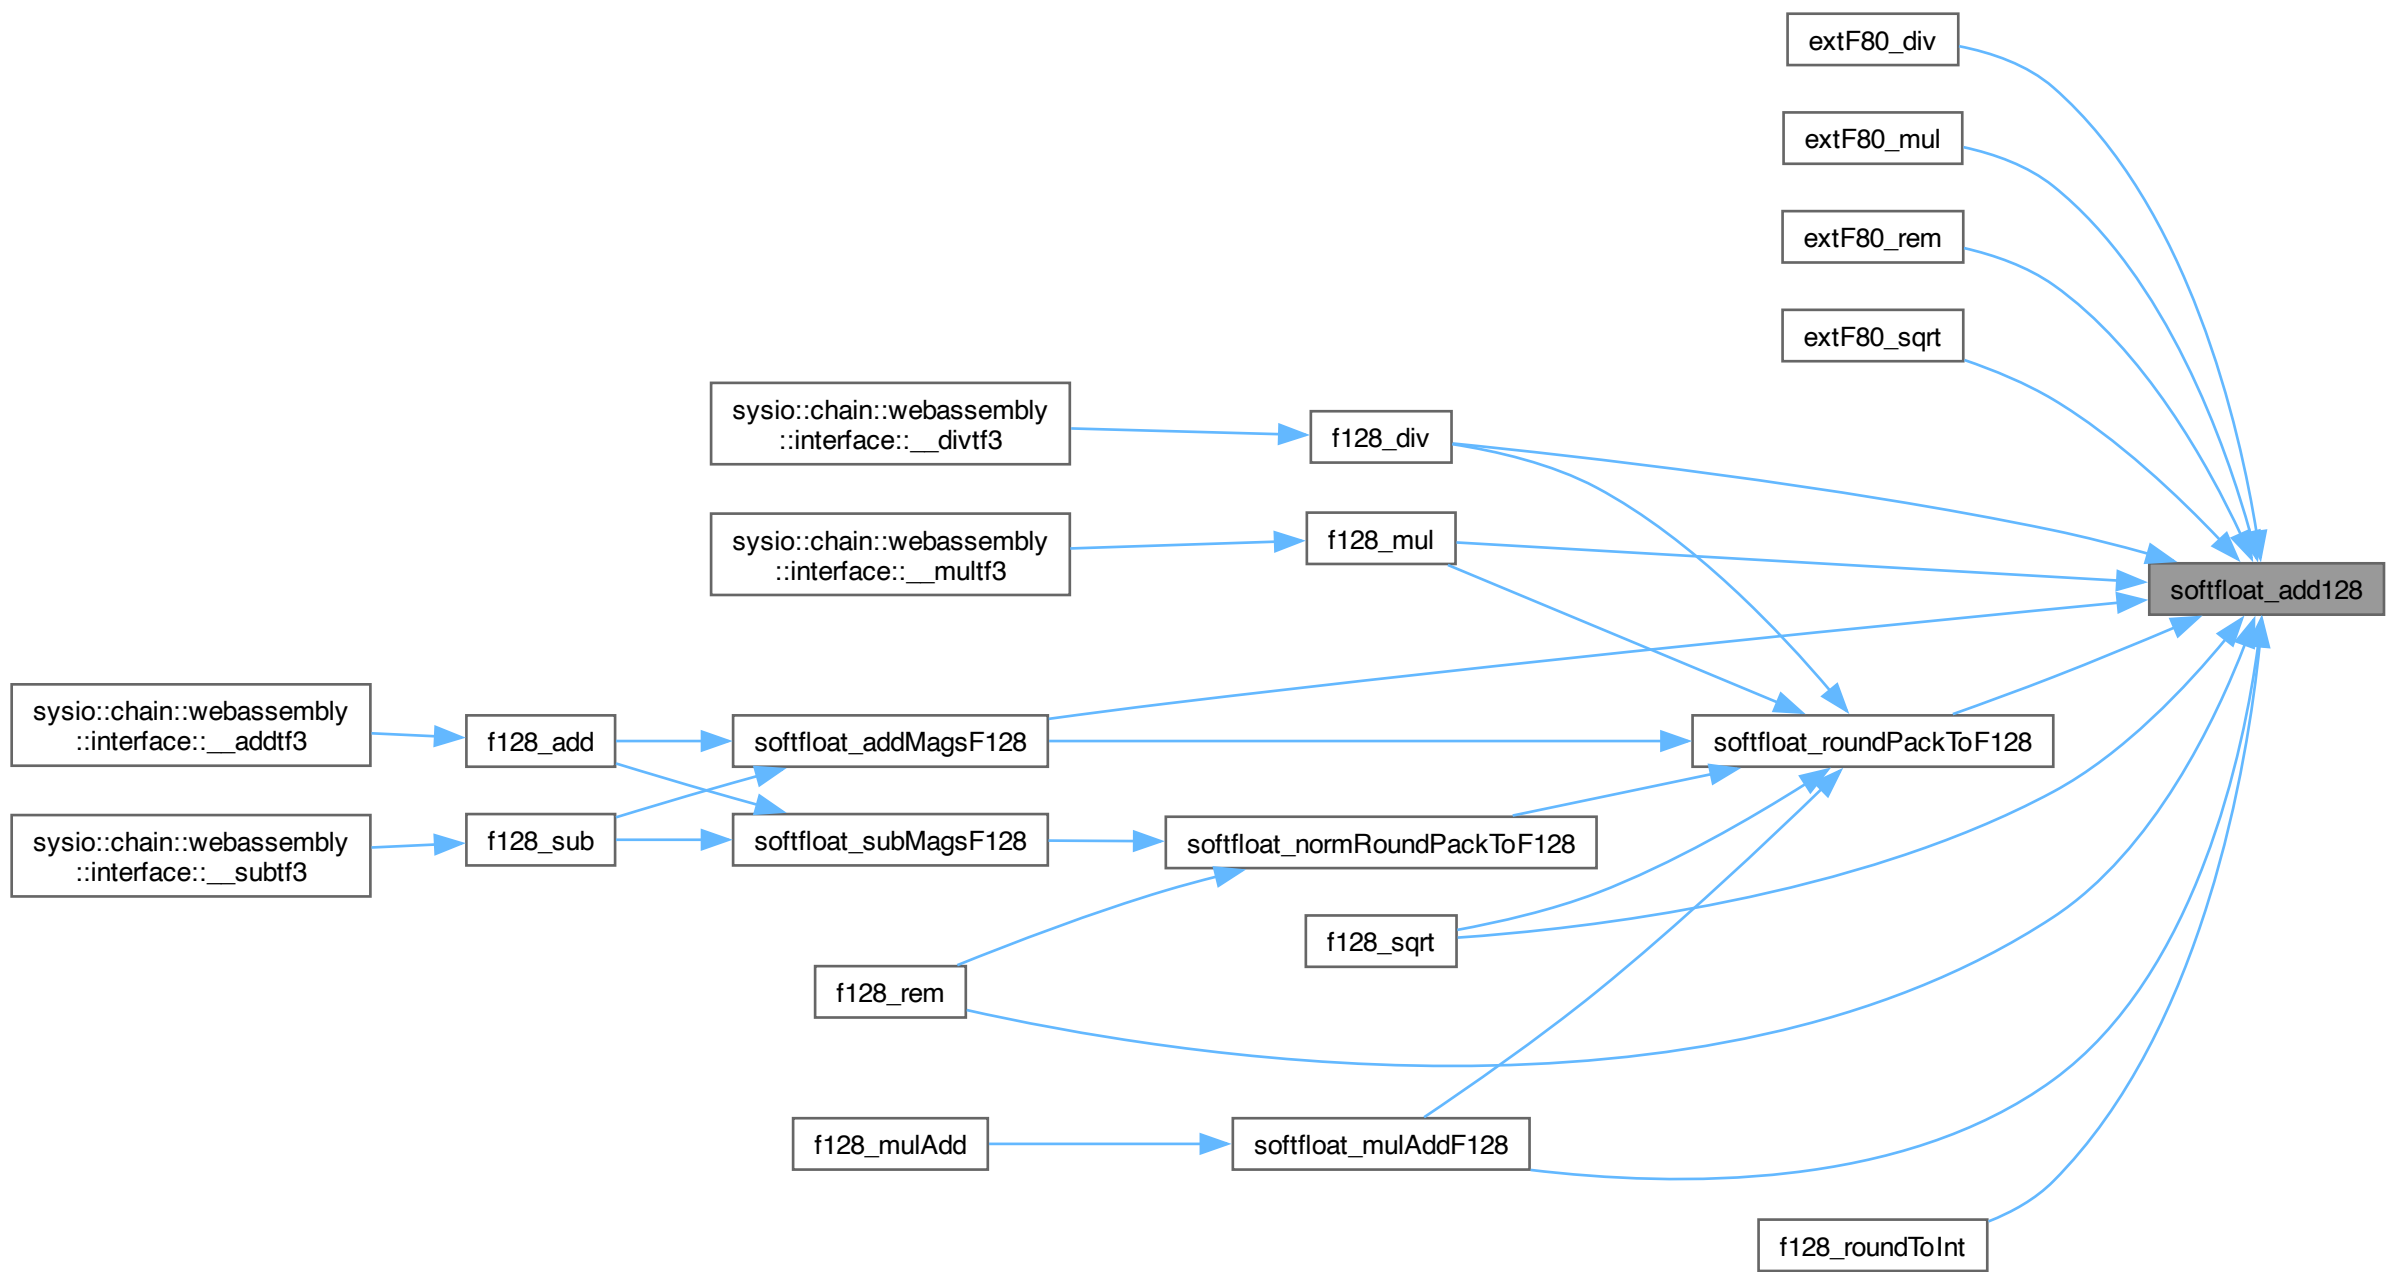 extF80_div
extF80_mul
extF80_rem
extF80_sqrt
sysio::chain::webassembly
::interface::__divtf3
f128_div
sysio::chain::webassembly
::interface::__multf3
f128_mul
softfloat_add128
sysio::chain::webassembly
::interface::__addtf3
f128_add
softfloat_addMagsF128
softfloat_roundPackToF128
sysio::chain::webassembly
::interface::__subtf3
f128_sub
softfloat_subMagsF128
softfloat_normRoundPackToF128
f128_sqrt
f128_rem
f128_mulAdd
softfloat_mulAddF128
f128_roundToInt